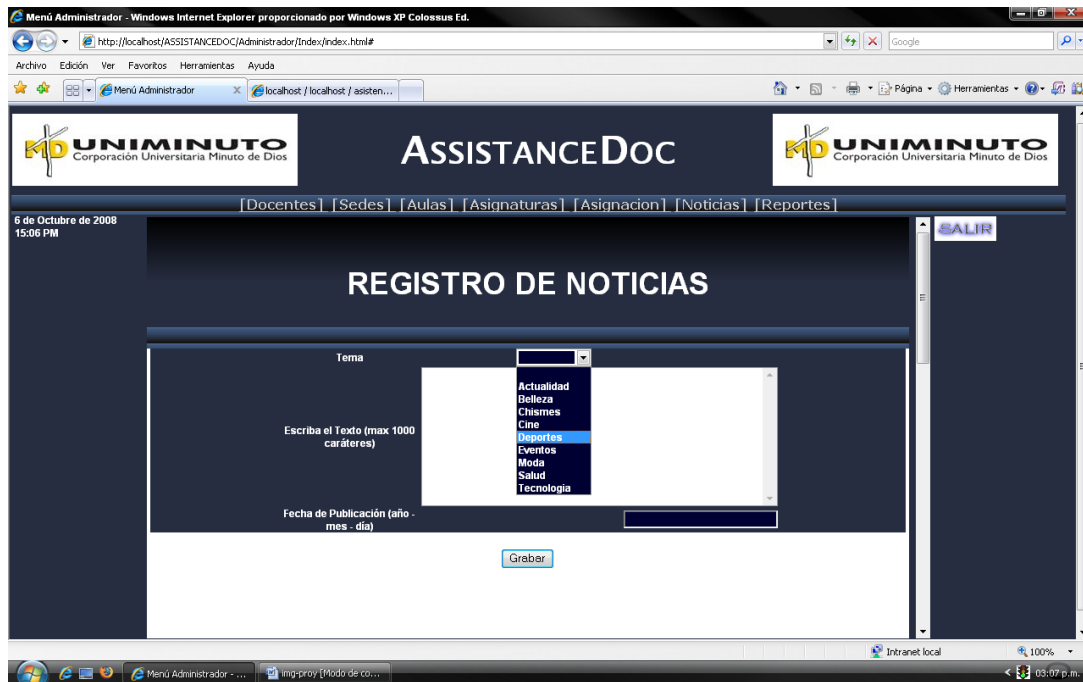 Menú Administrador - Windows Internet Explorer proporcionado por Windows XP Colossus Ed.
http://localhost/ASSISTANCEDOC/Administrador/Index/index.html#
Google
Archivo Edición Ver Favoritos Herramientas Ayuda
Menú Administrador
localhost / localhost / asisten...
Página
Herramientas
UNIMINUTO
Corporación Universitaria Minuto de Dios
ASSISTANCEDOC
UNIMINUTO
Corporación Universitaria Minuto de Dios
[Docentes] [Sedes] [Aulas] [Asignaturas] [Asignacion] [Noticias] [Reportes]
6 de Octubre de 2008
15:06 PM
SALIR
REGISTRO DE NOTICIAS
Tema
Actualidad
Belleza
Chismes
Cine
Deportes
Eventos
Moda
Salud
Tecnologia
Escriba el Texto (max 1000
caráteres)
Fecha de Publicación (año -
mes - día)
Grabar
Intranet local
100%
Menú Administrador - ...
img-proy [Modo de co...
03:07 p.m.